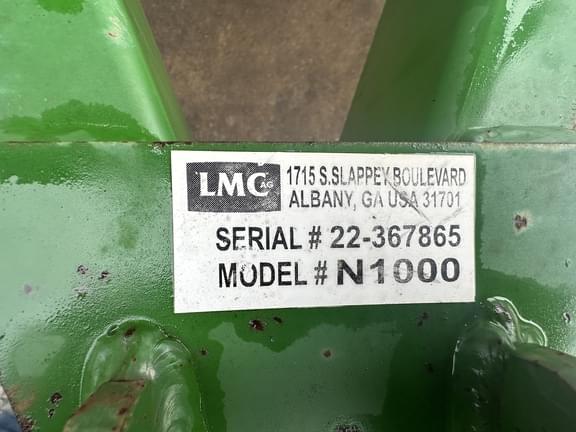 LMC AG
1715 S.SLAPPEY BOULEVARD
ALBANY, GA USA 31701
SERIAL # 22-367865
MODEL # N1000